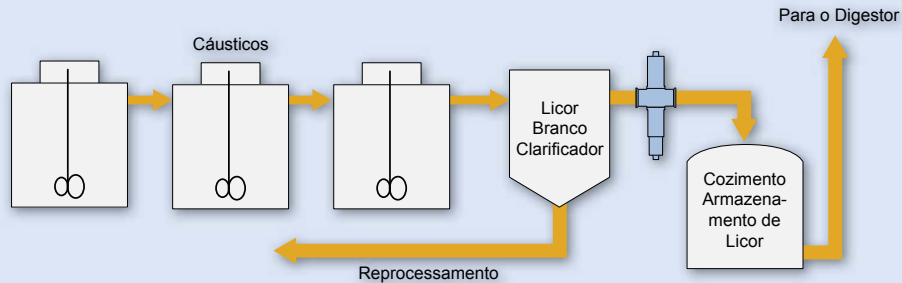 Para o Digestor
Cáusticos
Licor
Branco
Clarificador
Cozimento
Armazena-
mento de
Licor
Reprocessamento